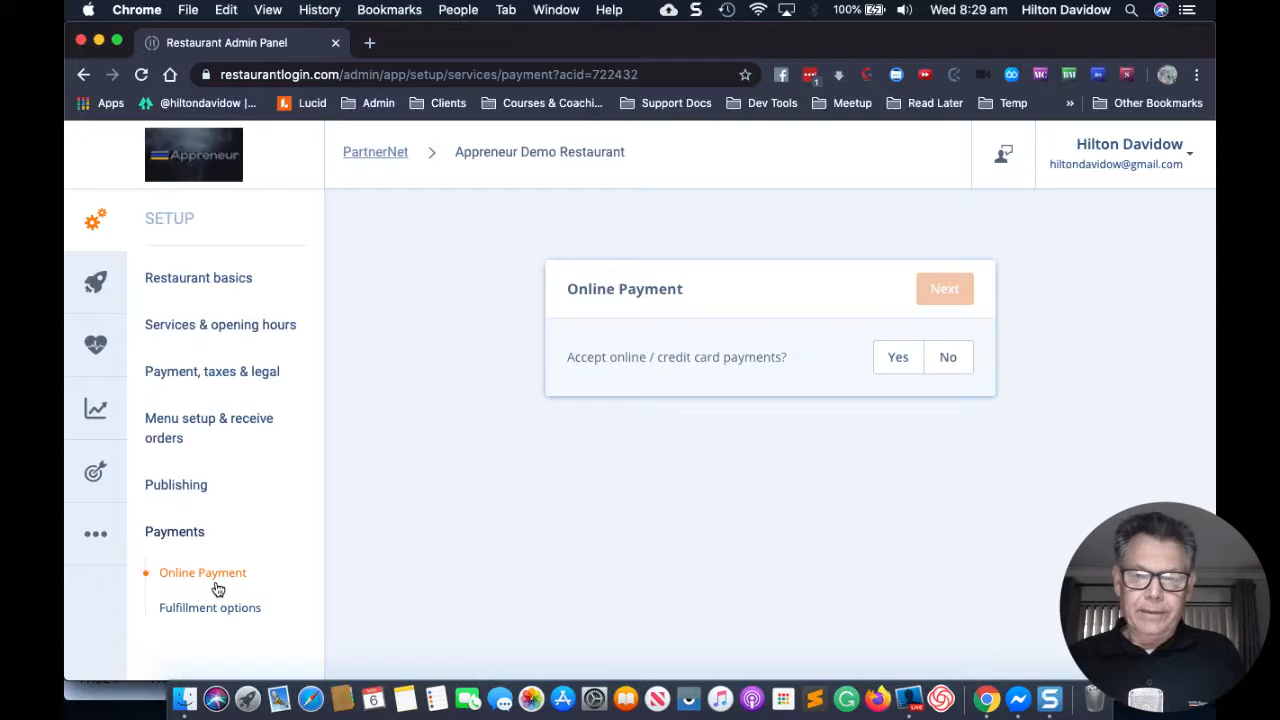 Chrome File Edit View History Bookmarks People Tab Window Help 100% Wed 8:29 am Hilton Davidow
Restaurant Admin Panel
restaurantlogin.com/admin/app/setup/services/payment?acid=722432
Apps @hiltondavidow |... Lucid Admin Clients Courses & Coachi... Support Docs Dev Tools Meetup Read Later Temp » Other Bookmarks
Appreneur
PartnerNet > Appreneur Demo Restaurant
Hilton Davidow
hiltondavidow@gmail.com
SETUP
Restaurant basics
Services & opening hours
Payment, taxes & legal
Menu setup & receive
orders
Publishing
Payments
Online Payment
Fulfillment options
Online Payment
Next
Accept online / credit card payments?
Yes No